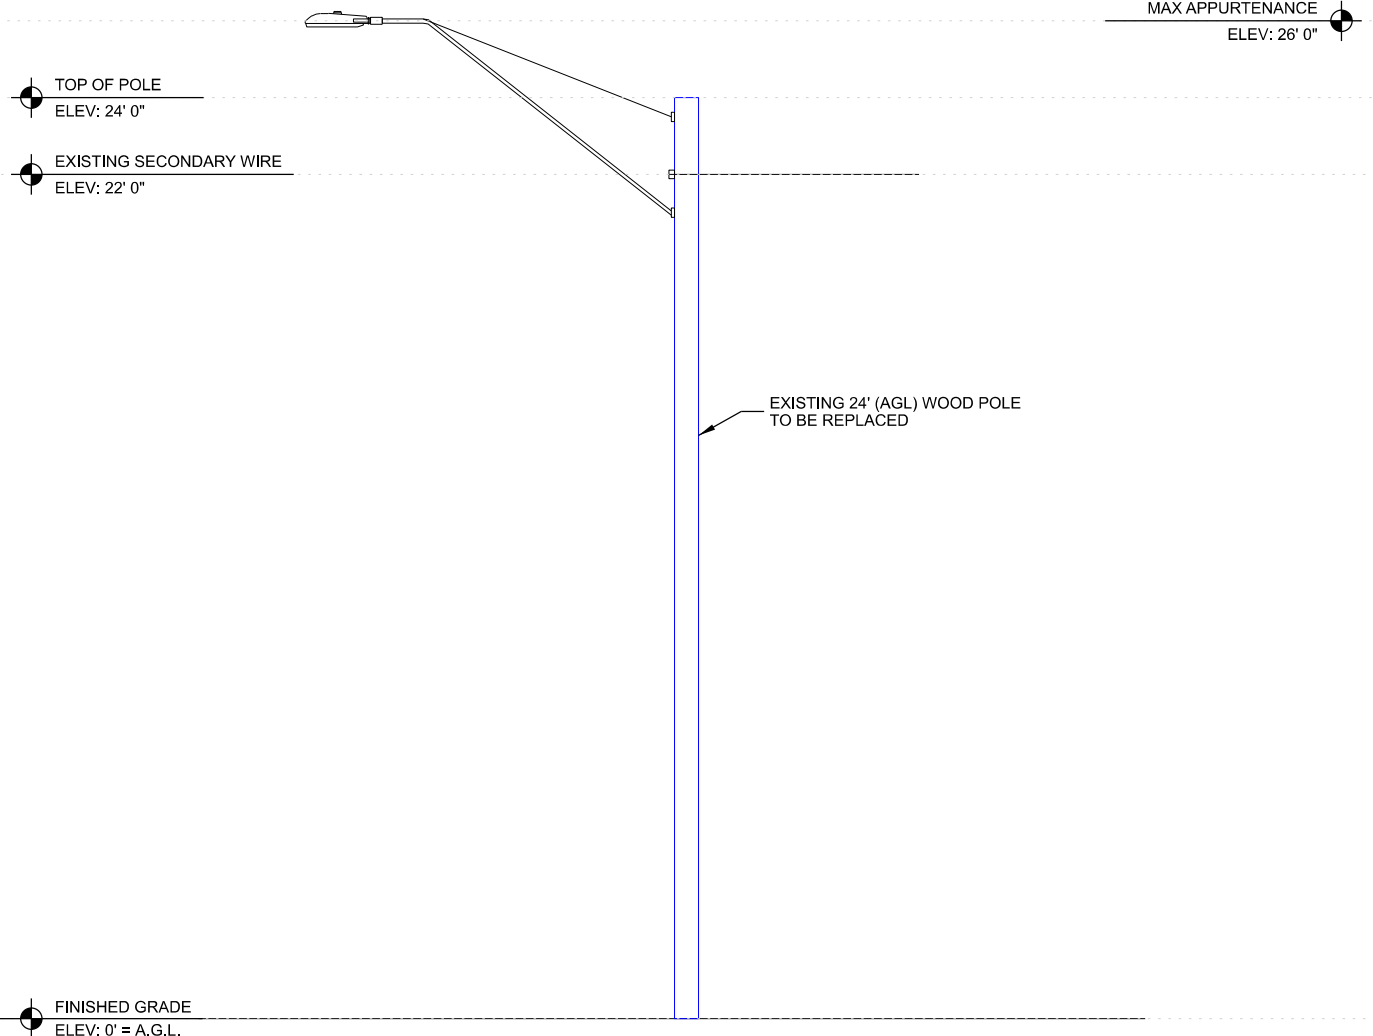 MAX APPURTENANCE
ELEV: 26' 0"
TOP OF POLE
ELEV: 24' 0"
EXISTING SECONDARY WIRE
ELEV: 22' 0"
EXISTING 24' (AGL) WOOD POLE
TO BE REPLACED
FINISHED GRADE
ELEV: 0' = A.G.L.